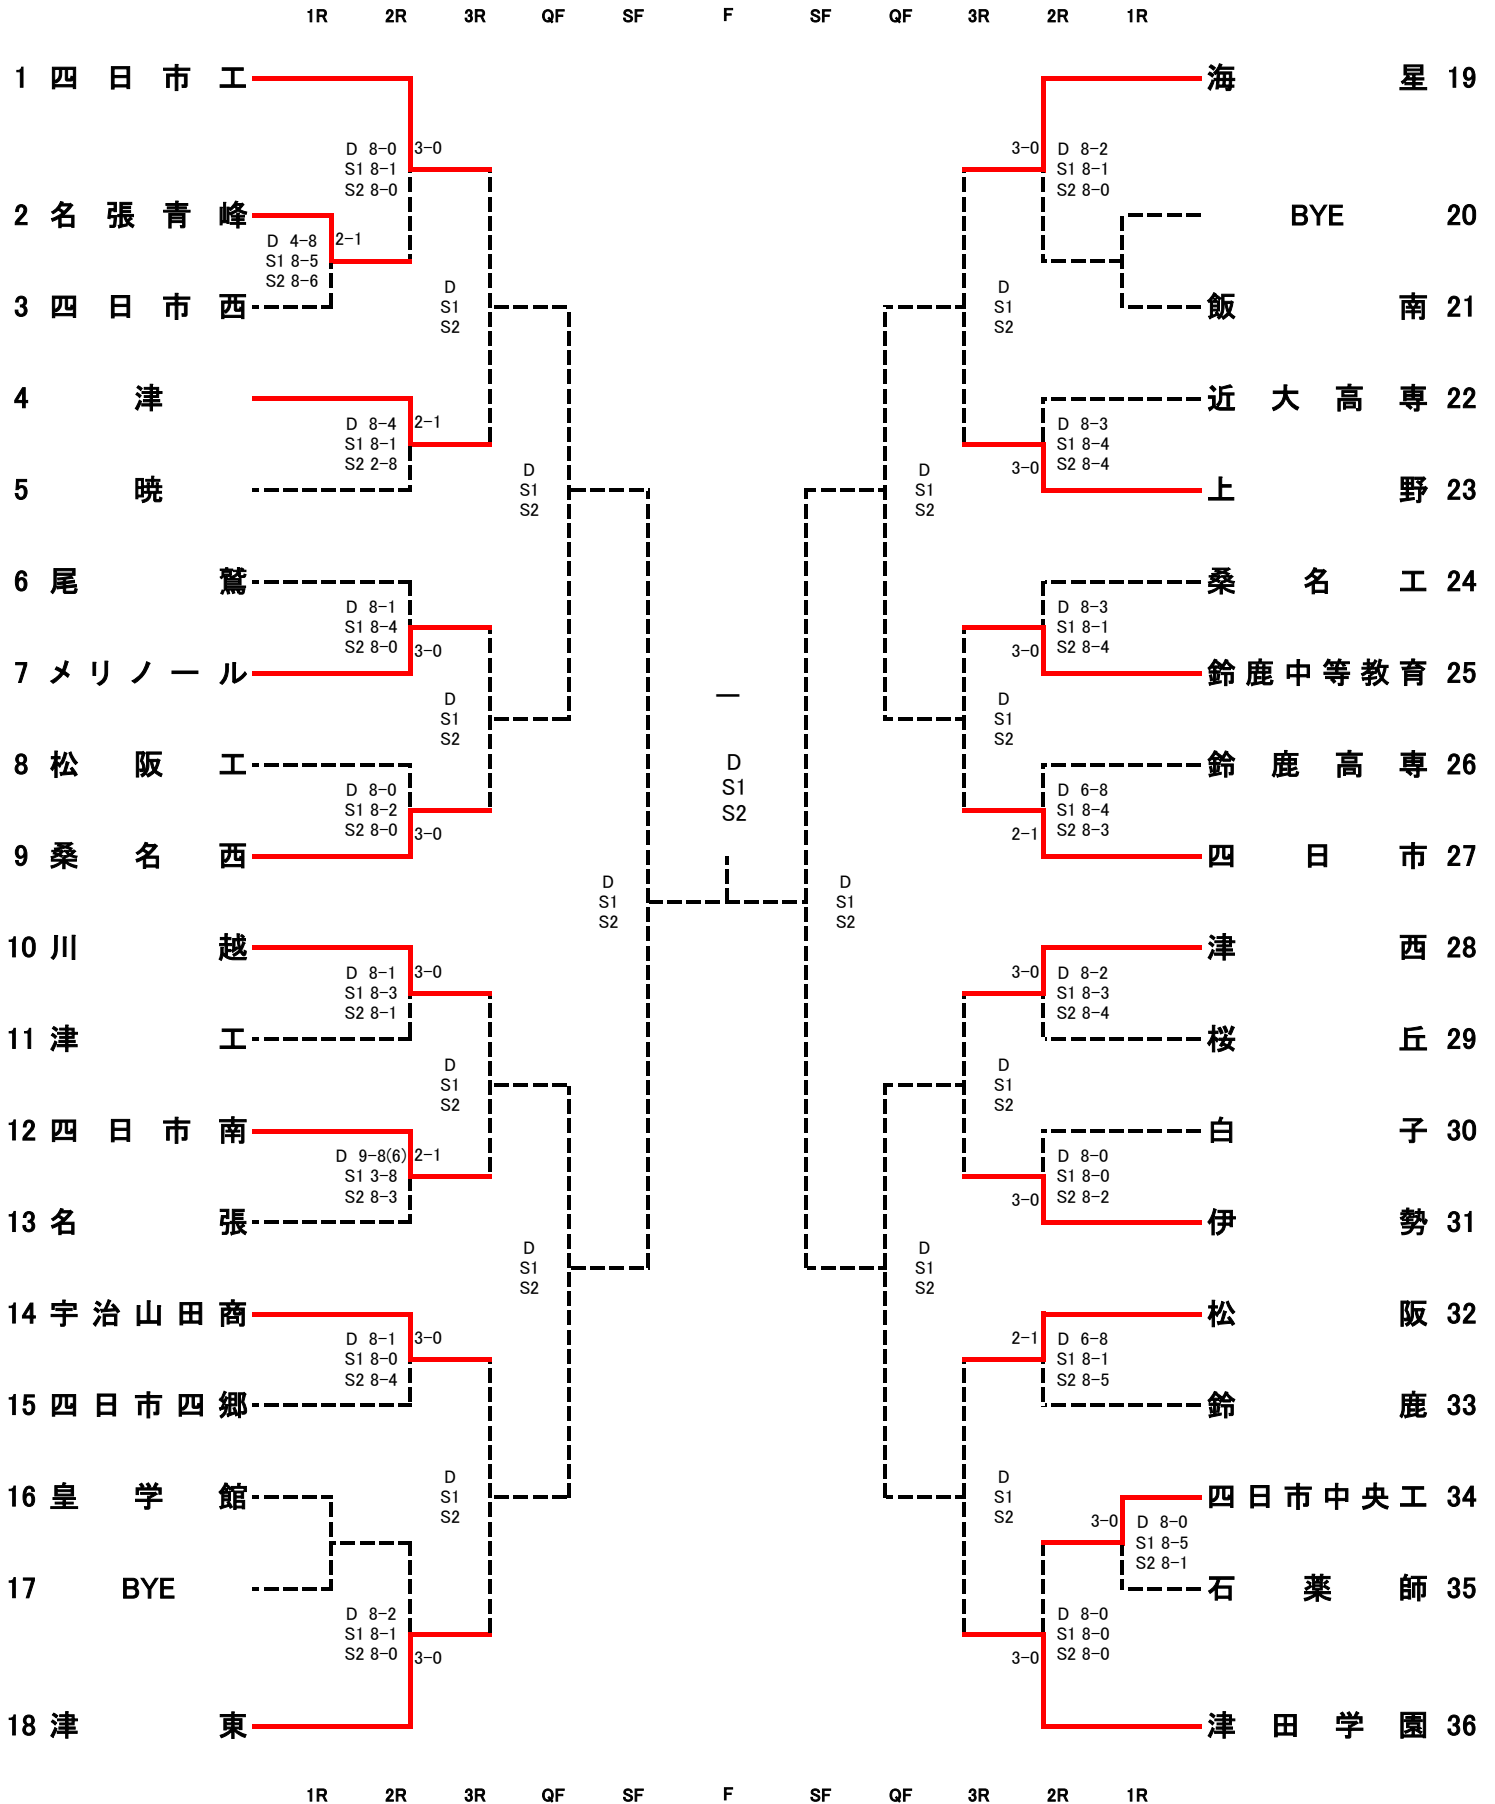 1R 2R 3R QF SF F SF QF 3R 2R 1R
1 四日市工
海星 19
D 8-0 3-0
S1 8-1
S2 8-0
3-0 D 8-2
S1 8-1
S2 8-0
2 名張青峰
BYE 20
D 4-8 2-1
S1 8-5
S2 8-6
3 四日市西
D
S1
S2
D
S1
S2
飯南 21
4 津
近大高専 22
D 8-4 2-1
S1 8-1
S2 2-8
D 8-3
S1 8-4
S2 8-4
3-0
5 暁
D
S1
S2
D
S1
S2
上野 23
6 尾鷲
桑名工 24
D 8-1
S1 8-4
S2 8-0 3-0
D 8-3
S1 8-1
S2 8-4
3-0
7 メリノール
鈴鹿中等教育 25
D
S1
S2
—
D
S1
S2
8 松阪工
D
S1
S2
鈴鹿高専 26
D 8-0
S1 8-2
S2 8-0 3-0
D 6-8
S1 8-4
S2 8-3
2-1
9 桑名西
四日市 27
D
S1
S2
D
S1
S2
10 川越
津西 28
D 8-1 3-0
S1 8-3
S2 8-1
3-0 D 8-2
S1 8-3
S2 8-4
11 津工
桜丘 29
D
S1
S2
D
S1
S2
12 四日市南
白子 30
D 9-8(6) 2-1
S1 3-8
S2 8-3
D 8-0
S1 8-0
S2 8-2
3-0
13 名張
伊勢 31
D
S1
S2
D
S1
S2
14 宇治山田商
松阪 32
D 8-1 3-0
S1 8-0
S2 8-4
2-1 D 6-8
S1 8-1
S2 8-5
15 四日市四郷
鈴鹿 33
16 皇学館
D
S1
S2
D
S1
S2
四日市中央工 34
3-0 D 8-0
S1 8-5
S2 8-1
17 BYE
石薬師 35
D 8-2
S1 8-1
S2 8-0
3-0
D 8-0
S1 8-0
S2 8-0
3-0
18 津東
津田学園 36
1R 2R 3R QF SF F SF QF 3R 2R 1R